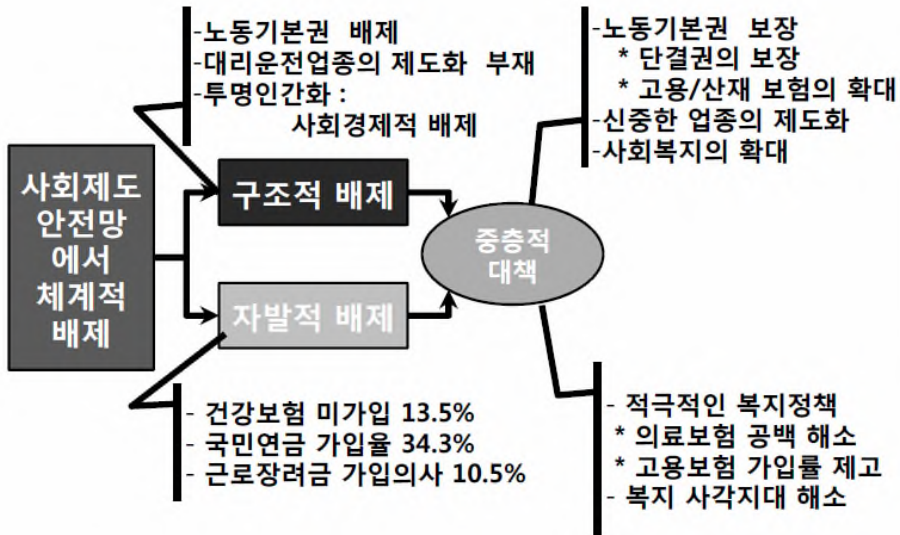 -노동기본권 배제
-대리운전업종의 제도화 부재
-투명인간화 :
사회경제적 배제
-노동기본권 보장
* 단결권의 보장
* 고용/산재 보험의 확대
-신중한 업종의 제도화
-사회복지의 확대
사회제도
안전망
에서
체계적
배제
구조적 배제
자발적 배제
중층적
대책
- 건강보험 미가입 13.5%
- 국민연금 가입율 34.3%
- 근로장려금 가입의사 10.5%
- 적극적인 복지정책
* 의료보험 공백 해소
* 고용보험 가입률 제고
- 복지 사각지대 해소